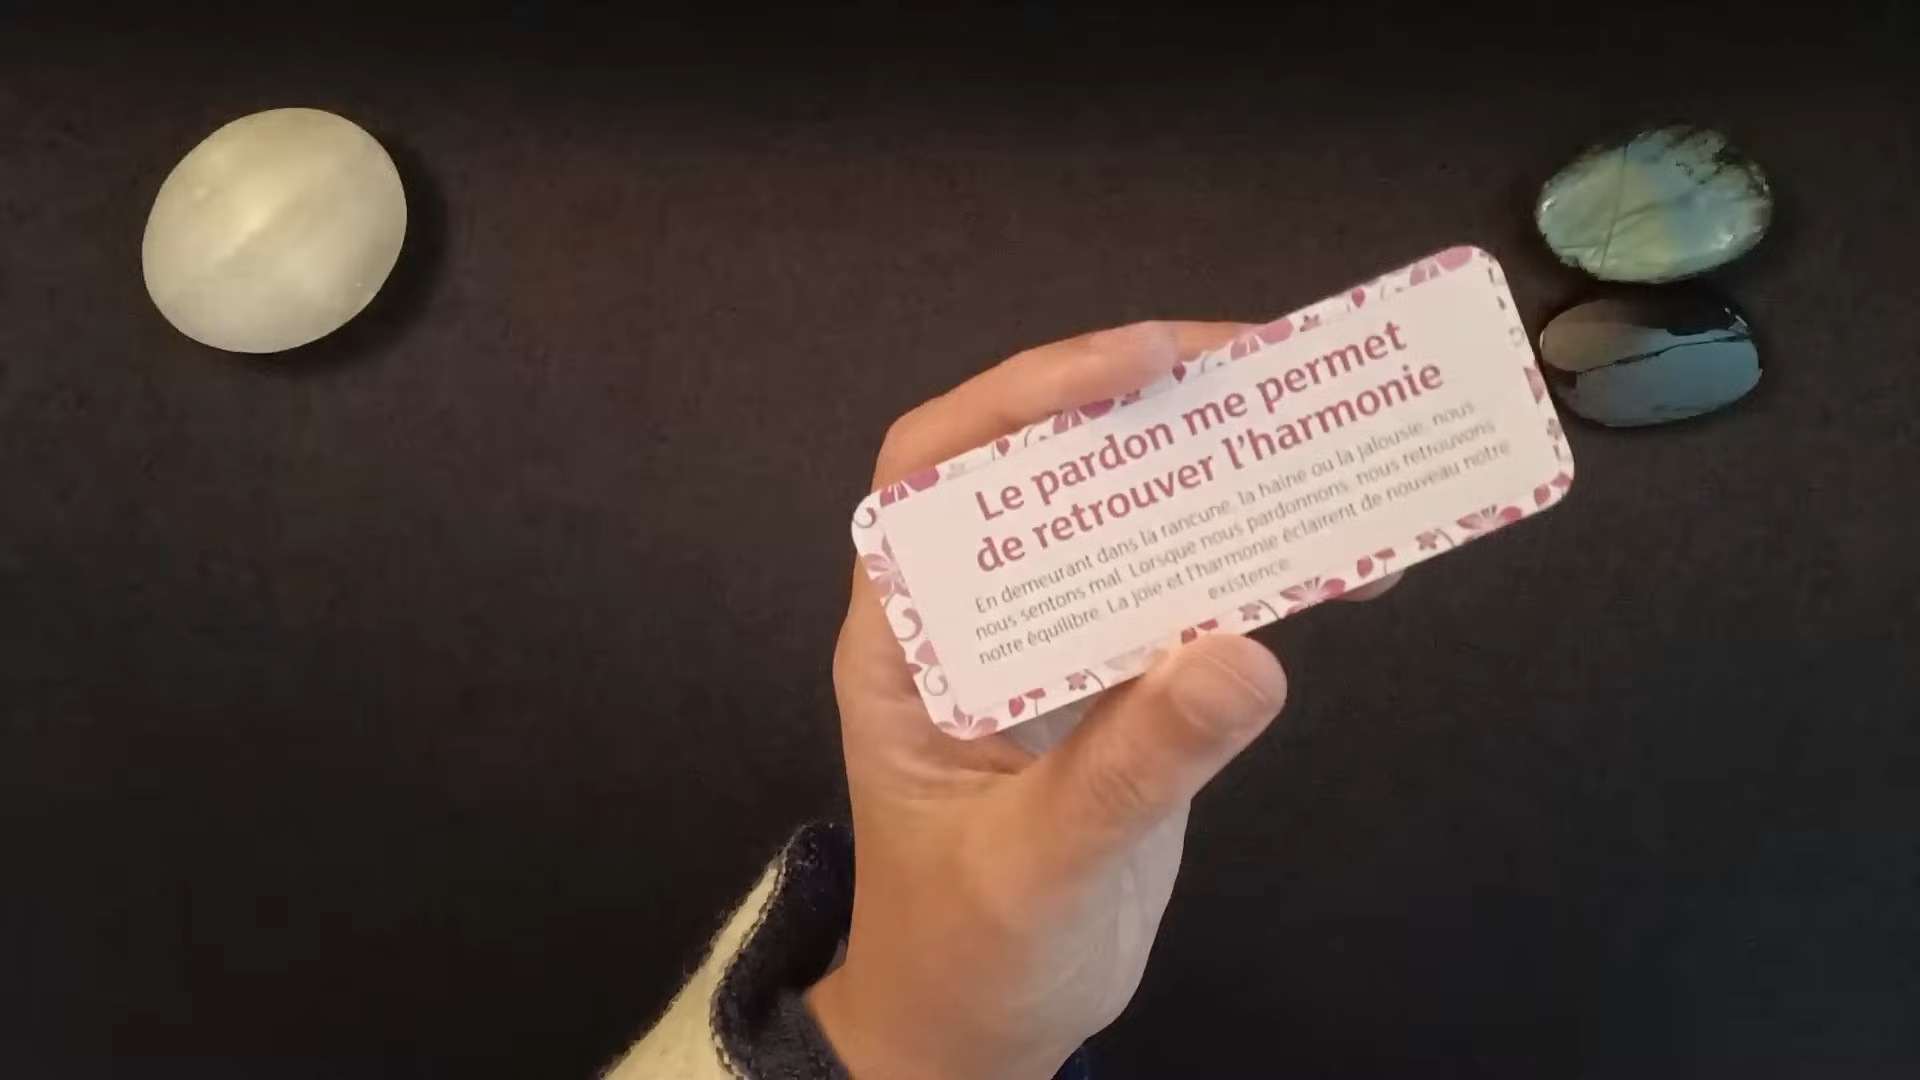 Le pardon me permet
de retrouver l'harmonie
En demeurant dans la rancune, la haine ou la jalousie, nous
nous sentons mal. Lorsque nous pardonnons, nous retrouvons
notre équilibre. La joie et l'harmonie éclairent de nouveau notre
existence.